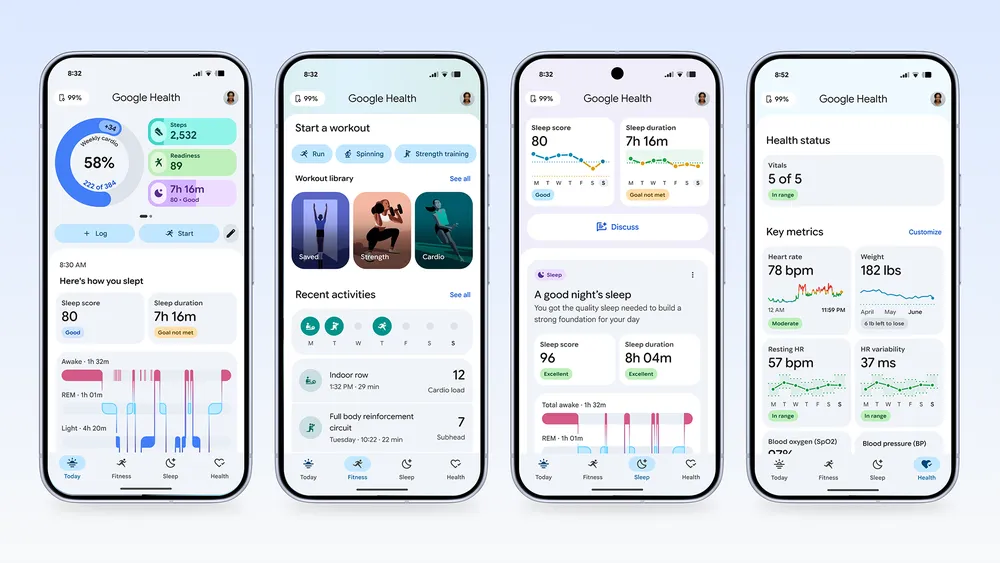 8:32
99%
Google Health
+34
Weekly cardio
58%
222 of 384
Steps
2,532
Readiness
89
7h 16m
80 • Good
+ Log
Start
8:30 AM
Here's how you slept
Sleep score
80
Good
Sleep duration
7h 16m
Goal not met
Awake • 1h 32m
REM • 1h 01m
Light • 4h 20m
Today
Fitness
Sleep
Health
8:32
99%
Google Health
Start a workout
Run
Spinning
Strength training
Workout library
See all
Saved
Strength
Cardio
Recent activities
See all
M T W T F S S
Indoor row
1:32 PM • 29 min
12
Cardio load
Full body reinforcement
circuit
Tuesday • 10:22 • 22 min
7
Subhead
Today
Fitness
Sleep
Health
8:32
99%
Google Health
Sleep score
80
M T W T F S S
Good
Sleep duration
7h 16m
M T W T F S S
Goal not met
Discuss
Sleep
A good night's sleep
You got the quality sleep needed to build a
strong foundation for your day
Sleep score
96
Excellent
Sleep duration
8h 04m
Excellent
Total awake • 1h 32m
REM • 1h 01m
Today
Fitness
Sleep
Health
8:52
99%
Google Health
Health status
Vitals
5 of 5
In range
Key metrics
Customize
Heart rate
78 bpm
12 AM
11:59 PM
Moderate
Weight
182 lbs
April May June
6 lb left to lose
Resting HR
57 bpm
M T W T F S S
In range
HR variability
37 ms
M T W T F S S
In range
Blood oxygen (SpO2)
Blood pressure (BP)
Today
Fitness
Sleep
Health